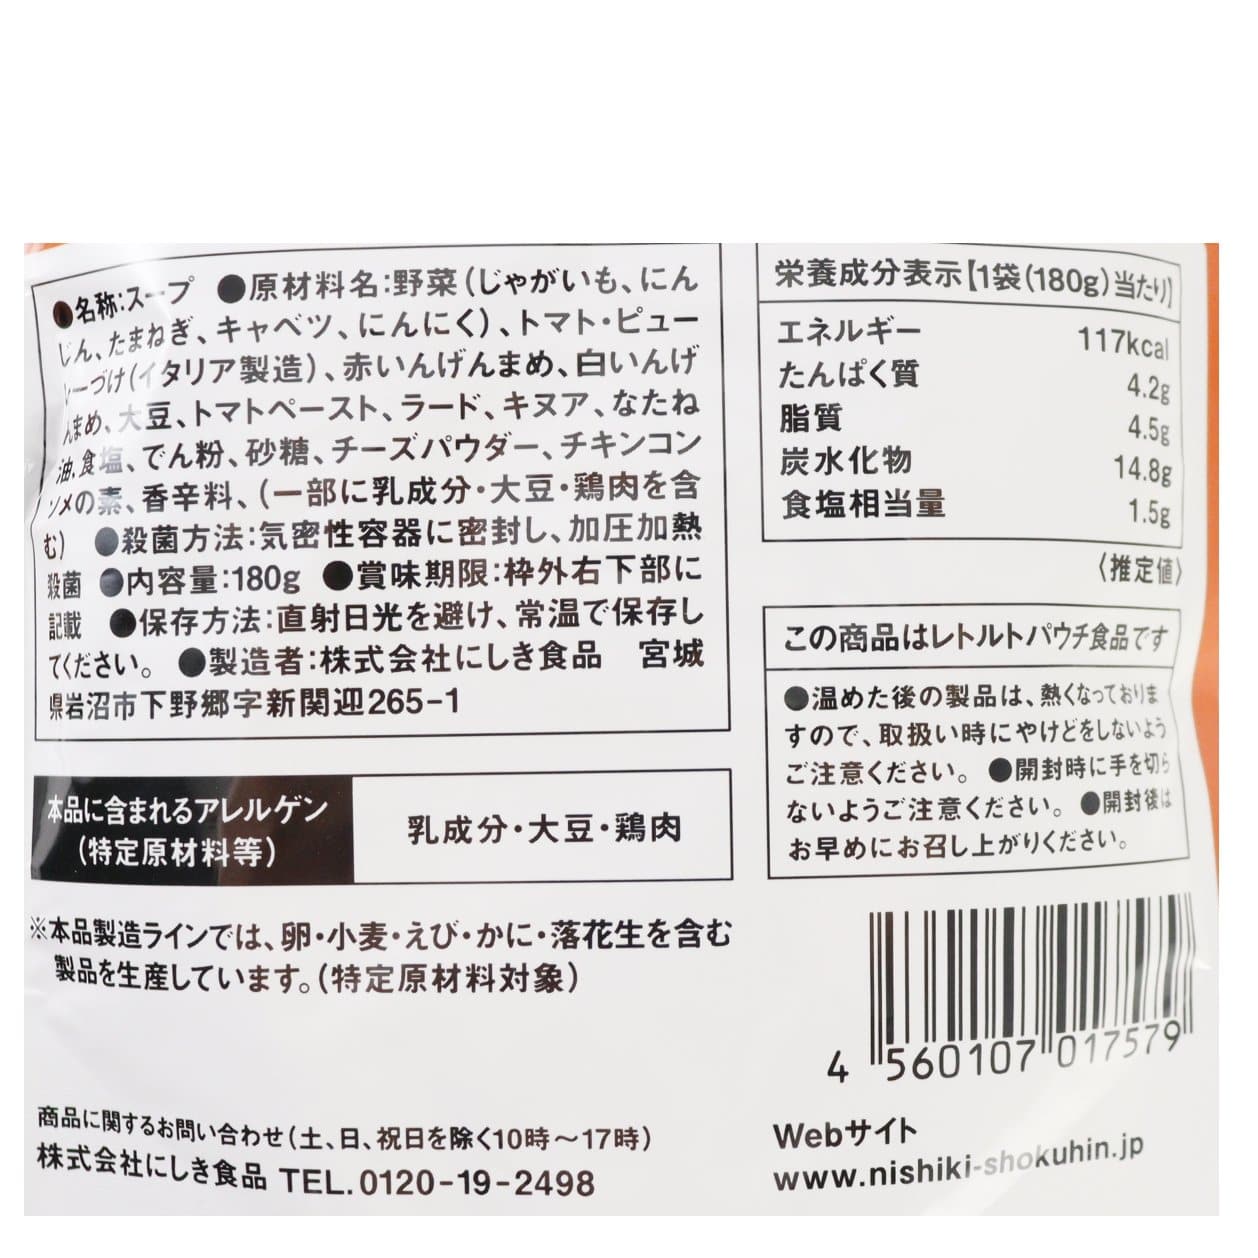 ●名称:スープ ●原材料名:野菜(じゃがいも、にん
じん、たまねぎ、キャベツ、にんにく)、トマト・ピュー
レーづけ(イタリア製造)、赤いんげんまめ、白いんげ
んまめ、大豆、トマトペースト、ラード、キヌア、なたね
油、食塩、でん粉、砂糖、チーズパウダー、チキンコン
ソメの素、香辛料、(一部に乳成分・大豆・鶏肉を含
む) ●殺菌方法:気密性容器に密封し、加圧加熱
殺菌 ●内容量:180g ●賞味期限:枠外右下部に
記載 ●保存方法:直射日光を避け、常温で保存し
てください。 ●製造者:株式会社にしき食品 宮城
県岩沼市下野郷字新関迎265-1
本品に含まれるアレルゲン
(特定原材料等)
乳成分・大豆・鶏肉
※本品製造ラインでは、卵・小麦・えび・かに・落花生を含む
製品を生産しています。(特定原材料対象)
商品に関するお問い合わせ(土、日、祝日を除く10時〜17時)
株式会社にしき食品 TEL.0120-19-2498
栄養成分表示【1袋(180g)当たり】
エネルギー 117kcal
たんぱく質 4.2g
脂質 4.5g
炭水化物 14.8g
食塩相当量 1.5g
〈推定値〉
この商品はレトルトパウチ食品です
●温めた後の製品は、熱くなっておりま
すので、取扱い時にやけどをしないよう
ご注意ください。 ●開封時に手を切ら
ないようご注意ください。 ●開封後は
お早めにお召し上がりください。
4 560107 017579
Webサイト
www.nishiki-shokuhin.jp